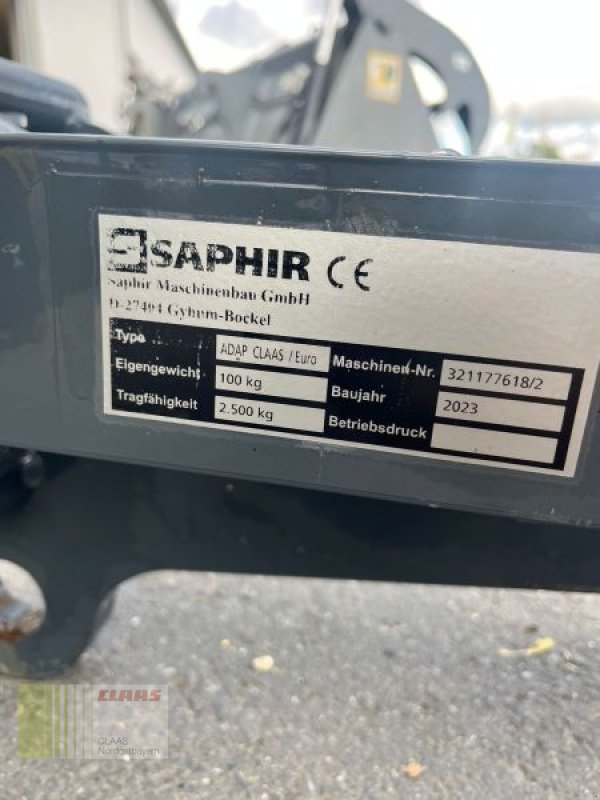 SAPHIR CE
Saphir Maschinenbau GmbH
D-27404 Gyhum-Bockel
Type ADAP CLAAS / Euro Maschinen-Nr. 321177618/2
Eigengewicht 100 kg Baujahr 2023
Tragfähigkeit 2.500 kg Betriebsdruck
CLAAS
CLAAS
Nordostbayern